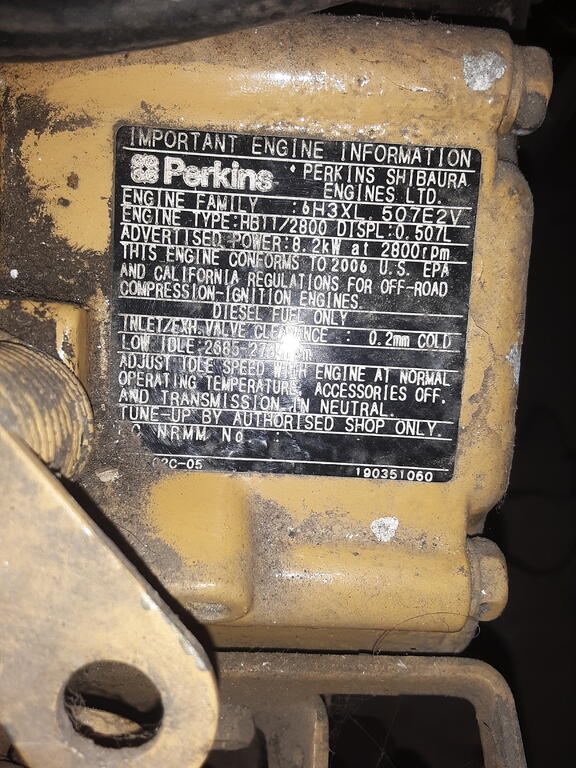 IMPORTANT ENGINE INFORMATION
Perkins PERKINS SHIBAURA
ENGINES LTD.
ENGINE FAMILY :6H3XL.507E2V
ENGINE TYPE:HB11/2800 DISPL:0.507L
ADVERTISED POWER:8.2kW at 2800rpm
THIS ENGINE CONFORMS TO 2006 U.S. EPA
AND CALIFORNIA REGULATIONS FOR OFF-ROAD
COMPRESSION-IGNITION ENGINES.
DIESEL FUEL ONLY
INLET/EXH.VALVE CLEARANCE : 0.2mm COLD
LOW IDLE:
ADJUST IDLE SPEED WITH ENGINE AT NORMAL
OPERATING TEMPERATURE, ACCESSORIES OFF,
AND TRANSMISSION IN NEUTRAL.
TUNE-UP BY AUTHORISED SHOP ONLY.
NRMM No :
190351060